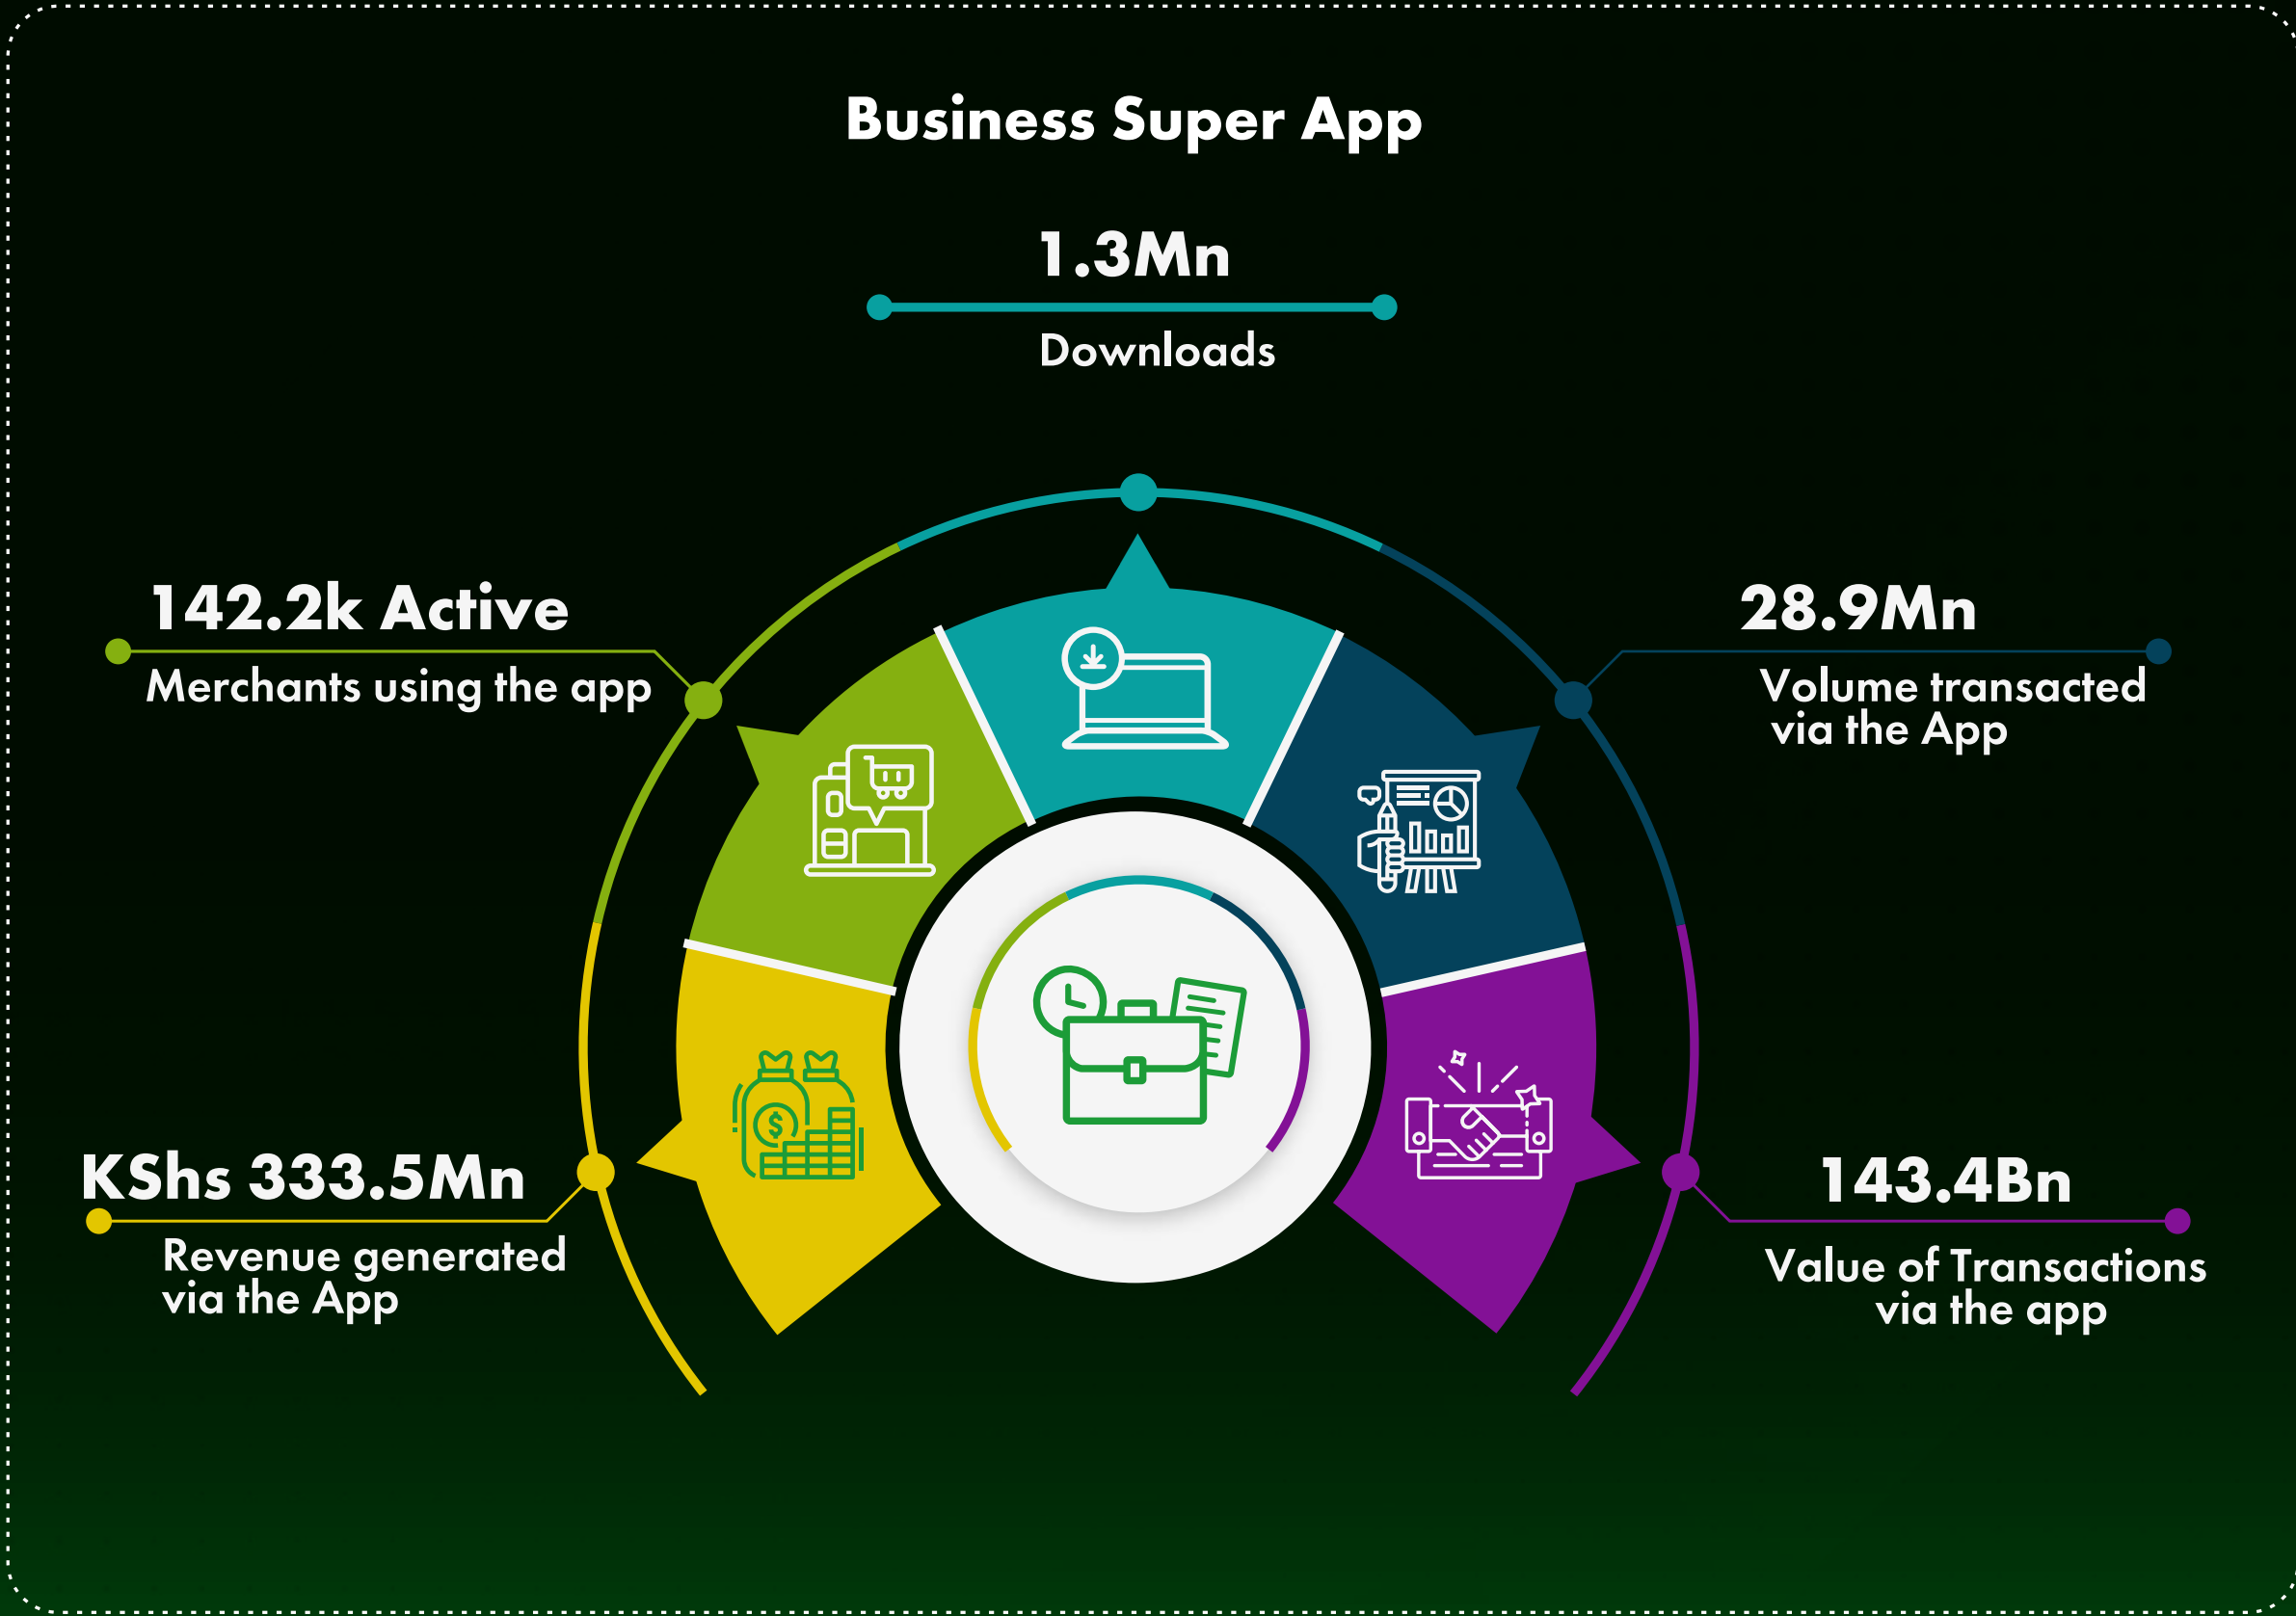 Business Super App
1.3Mn
Downloads
142.2k Active
Merchants using the app
28.9Mn
Volume transacted
via the App
KShs 333.5Mn
Revenue generated
via the App
143.4Bn
Value of Transactions
via the app
$